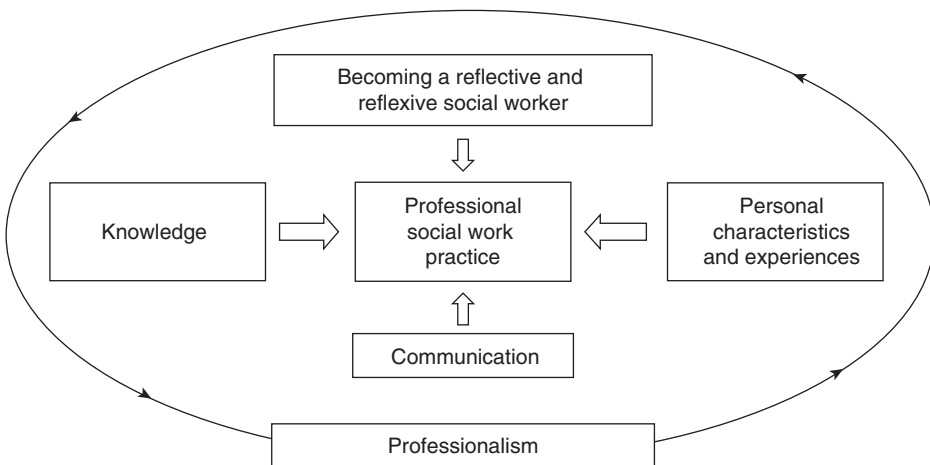 Becoming a reflective and
reflexive social worker
Knowledge
Professional
social work
practice
Personal
characteristics
and experiences
Communication
Professionalism